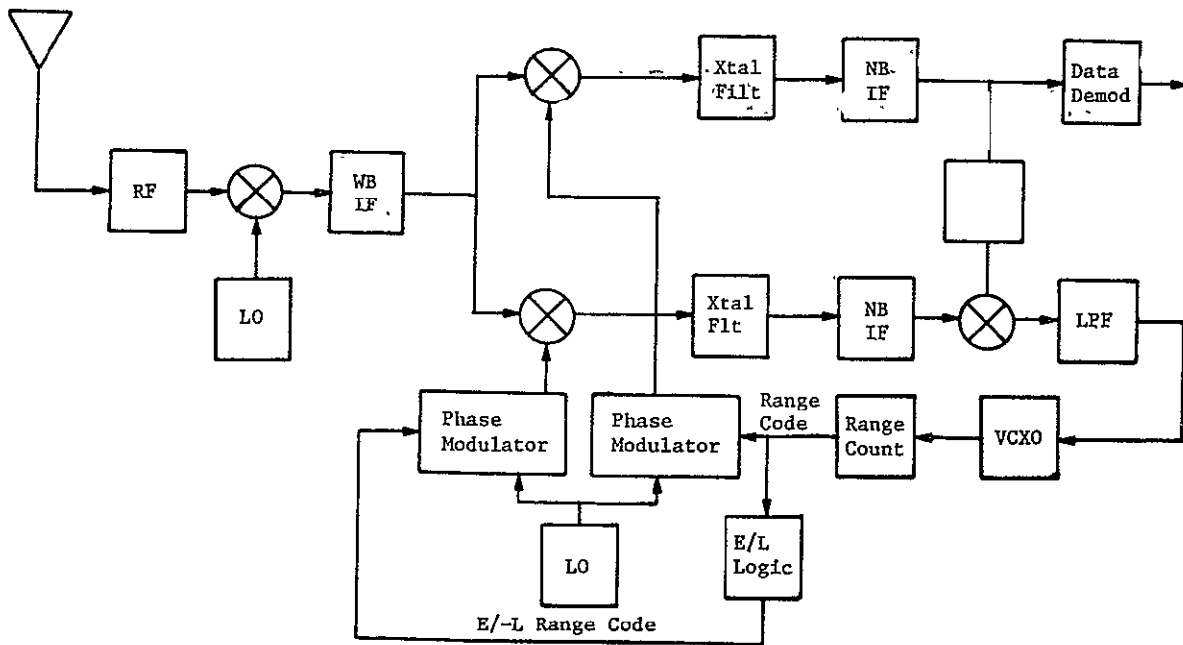 Xtal
Filt
NB
IF
Data
Demod
RF
WB
IF
LO
Xtal
Flt
NB
IF
LPF
Phase
Modulator
Phase
Modulator
Range
Code
Range
Count
VCXO
LO
E/L
Logic
E/-L Range Code